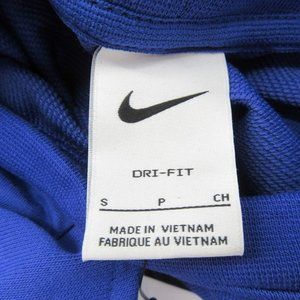 DRI-FIT
S P CH
MADE IN VIETNAM
FABRIQUE AU VIETNAM